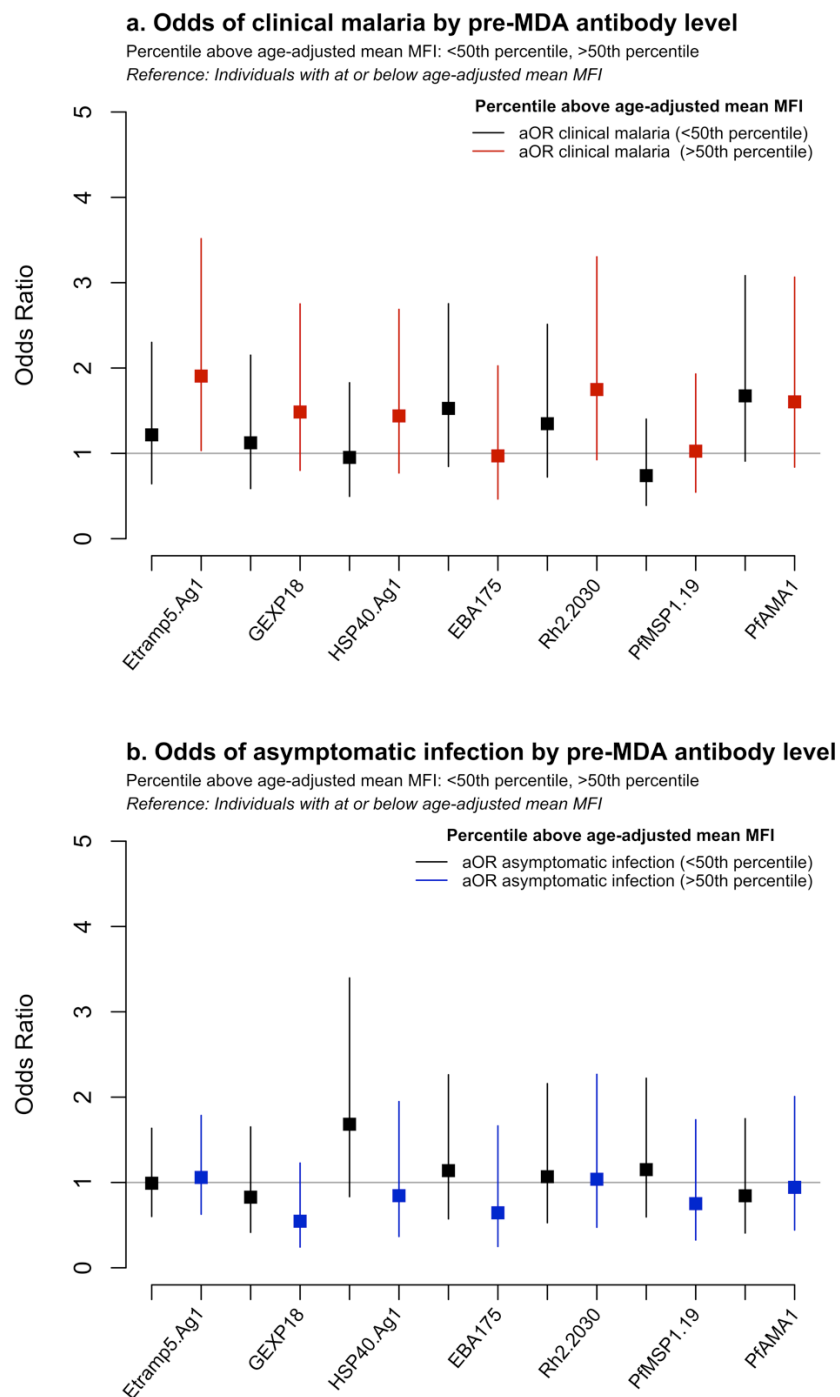 a. Odds of clinical malaria by pre-MDA antibody level
Percentile above age-adjusted mean MFI: <50th percentile, >50th percentile
Reference: Individuals with at or below age-adjusted mean MFI
Percentile above age-adjusted mean MFI
aOR clinical malaria (<50th percentile)
aOR clinical malaria (>50th percentile)
Odds Ratio
5
4
3
2
1
0
Etramp5.Ag1
GEXP18
HSP40.Ag1
EBA175
Rh2.2030
PfMSP1.19
PfAMA1
b. Odds of asymptomatic infection by pre-MDA antibody level
Percentile above age-adjusted mean MFI: <50th percentile, >50th percentile
Reference: Individuals with at or below age-adjusted mean MFI
Percentile above age-adjusted mean MFI
aOR asymptomatic infection (<50th percentile)
aOR asymptomatic infection (>50th percentile)
Odds Ratio
5
4
3
2
1
0
Etramp5.Ag1
GEXP18
HSP40.Ag1
EBA175
Rh2.2030
PfMSP1.19
PfAMA1